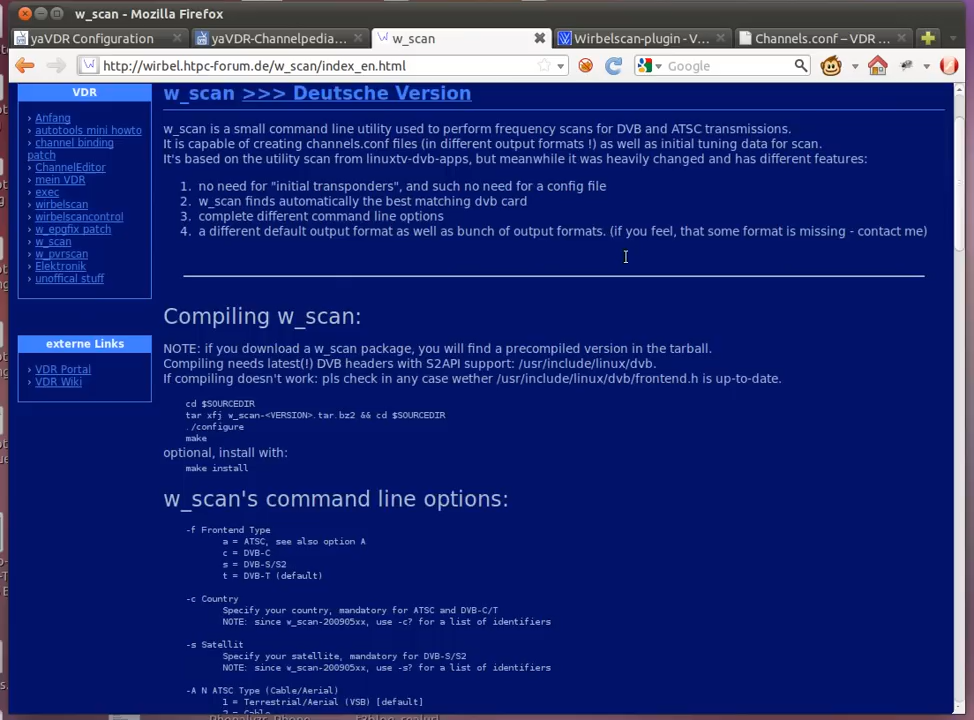 w_scan - Mozilla Firefox
yaVDR Configuration
yaVDR-Channelpedia...
w_scan
Wirbelscan-plugin - V...
Channels.conf – VDR ...
http://wirbel.htpc-forum.de/w_scan/index_en.html
Google
VDR
› Anfang
› autotools mini howto
› channel binding
patch
› ChannelEditor
› mein VDR
› exec
› wirbelscan
› wirbelscancontrol
› w_epgfix patch
› w_scan
› w_pvrscan
› Elektronik
› unoffical stuff
externe Links
› VDR Portal
› VDR Wiki
w_scan >>> Deutsche Version
w_scan is a small command line utility used to perform frequency scans for DVB and ATSC transmissions.
It is capable of creating channels.conf files (in different output formats !) as well as initial tuning data for scan.
It's based on the utility scan from linuxtv-dvb-apps, but meanwhile it was heavily changed and has different features:
1. no need for "initial transponders", and such no need for a config file
2. w_scan finds automatically the best matching dvb card
3. complete different command line options
4. a different default output format as well as bunch of output formats. (if you feel, that some format is missing - contact me)
Compiling w_scan:
NOTE: if you download a w_scan package, you will find a precompiled version in the tarball.
Compiling needs latest(!) DVB headers with S2API support: /usr/include/linux/dvb.
If compiling doesn't work: pls check in any case wether /usr/include/linux/dvb/frontend.h is up-to-date.
cd $SOURCEDIR
tar xfj w_scan-<VERSION>.tar.bz2 && cd $SOURCEDIR
./configure
make
optional, install with:
make install
w_scan's command line options:
-f Frontend Type
a = ATSC, see also option A
c = DVB-C
s = DVB-S/S2
t = DVB-T (default)
-c Country
Specify your country, mandatory for ATSC and DVB-C/T
NOTE: since w_scan-200905xx, use -c? for a list of identifiers
-s Satellit
Specify your satellite, mandatory for DVB-S/S2
NOTE: since w_scan-200905xx, use -s? for a list of identifiers
-A N ATSC Type (Cable/Aerial)
1 = Terrestrial/Aerial (VSB) [default]
2 = Cable